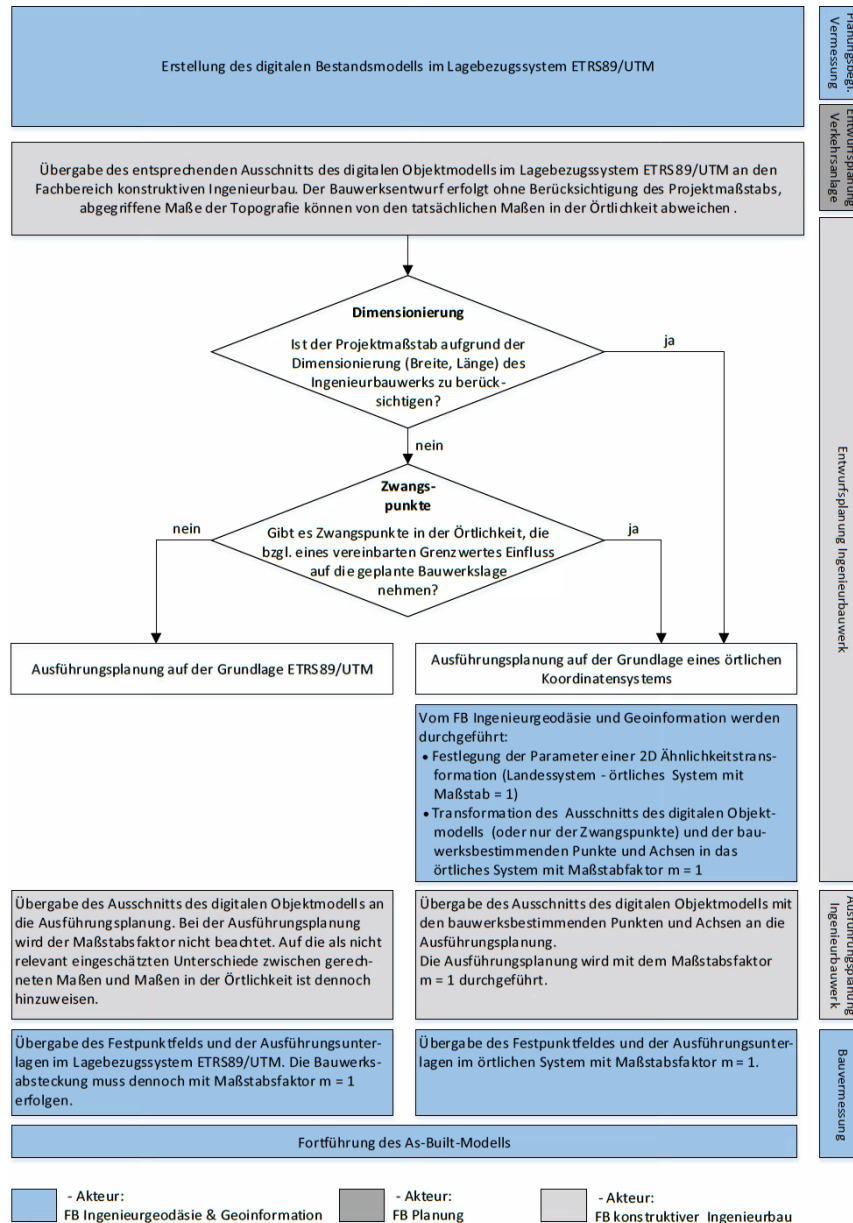 Erstellung des digitalen Bestandsmodells im Lagebezugssystem ETRS89/UTM
Planungsbegl.
Vermessung
Übergabe des entsprechenden Ausschnitts des digitalen Objektmodells im Lagebezugssystem ETRS89/UTM an den
Fachbereich konstruktiven Ingenieurbau. Der Bauwerksentwurf erfolgt ohne Berücksichtigung des Projektmaßstabs,
abgegriffene Maße der Topografie können von den tatsächlichen Maßen in der Örtlichkeit abweichen .
Entwurfsplanung
Verkehrsanlage
Dimensionierung
Ist der Projektmaßstab aufgrund der
Dimensionierung (Breite, Länge) des
Ingenieurbauwerks zu berück-
sichtigen?
ja
nein
Zwangs-
punkte
Gibt es Zwangspunkte in der Örtlichkeit, die
bzgl. eines vereinbarten Grenzwertes Einfluss
auf die geplante Bauwerkslage
nehmen?
nein
ja
Entwurfsplanung Ingenieurbauwerk
Ausführungsplanung auf der Grundlage ETRS89/UTM
Ausführungsplanung auf der Grundlage eines örtlichen
Koordinatensystems
Vom FB Ingenieurgeodäsie und Geoinformation werden
durchgeführt:
• Festlegung der Parameter einer 2D Ähnlichkeitstrans-
formation (Landessystem - örtliches System mit
Maßstab = 1)
• Transformation des Ausschnitts des digitalen Objekt-
modells (oder nur der Zwangspunkte) und der bau-
werksbestimmenden Punkte und Achsen in das
örtliches System mit Maßstabfaktor m = 1
Übergabe des Ausschnitts des digitalen Objektmodells an
die Ausführungsplanung. Bei der Ausführungsplanung
wird der Maßstabsfaktor nicht beachtet. Auf die als nicht
relevant eingeschätzten Unterschiede zwischen gerech-
neten Maßen und Maßen in der Örtlichkeit ist dennoch
hinzuweisen.
Übergabe des Ausschnitts des digitalen Objektmodells mit
den bauwerksbestimmenden Punkten und Achsen an die
Ausführungsplanung.
Die Ausführungsplanung wird mit dem Maßstabsfaktor
m = 1 durchgeführt.
Ausführungsplanung
Ingenieurbauwerk
Übergabe des Festpunktfelds und der Ausführungsunter-
lagen im Lagebezugssystem ETRS89/UTM. Die Bauwerks-
absteckung muss dennoch mit Maßstabsfaktor m = 1
erfolgen.
Übergabe des Festpunktfeldes und der Ausführungsunter-
lagen im örtlichen System mit Maßstabsfaktor m = 1.
Bauvermessung
Fortführung des As-Built-Modells
- Akteur:
FB Ingenieurgeodäsie & Geoinformation
- Akteur:
FB Planung
- Akteur:
FB konstruktiver Ingenieurbau